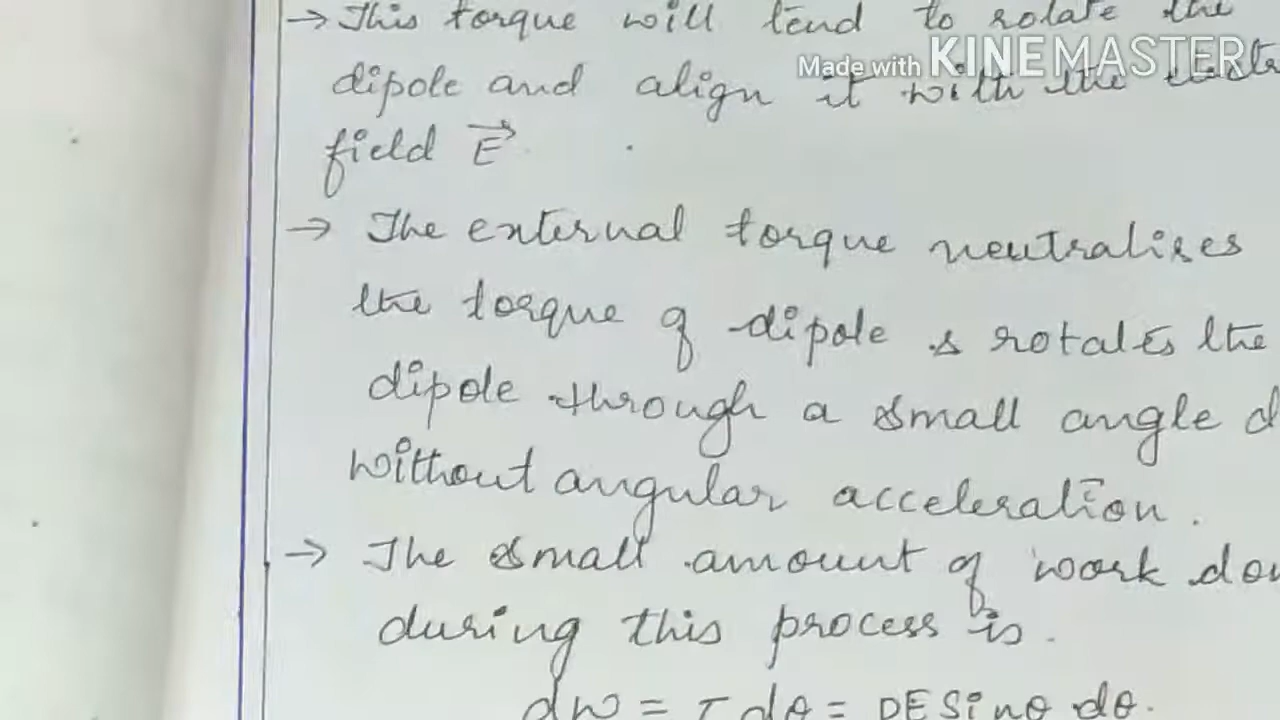 → This torque will tend to rotate the
Made with KINEMASTER
dipole and align it with the
field E⃗
→ The external torque neutralises
the torque of dipole & rotates the
dipole through a small angle d
without angular acceleration.
→ The small amount of work don
during this process is.
dw = τ dθ = PESinθ dθ.